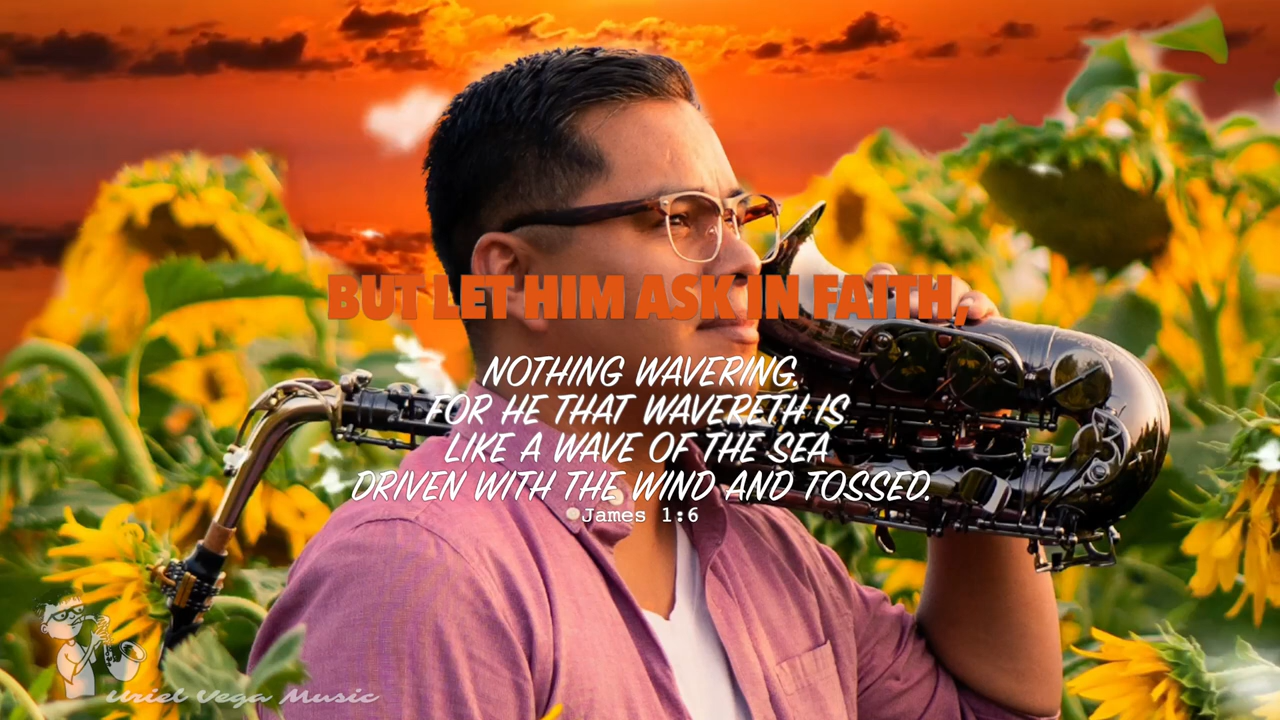 BUT LET HIM ASK IN FAITH,
NOTHING WAVERING.
FOR HE THAT WAVERETH IS
LIKE A WAVE OF THE SEA
DRIVEN WITH THE WIND AND TOSSED.
James 1:6
Uriel Vega Music